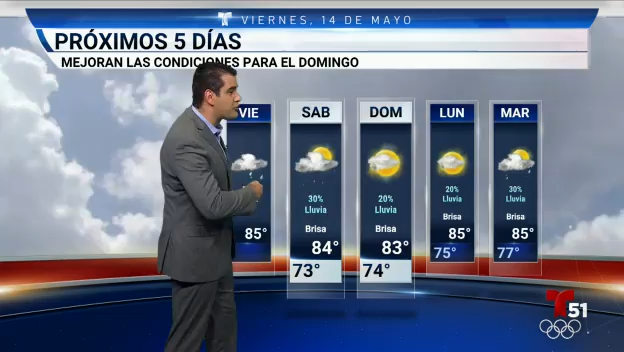 VIERNES, 14 DE MAYO
PRÓXIMOS 5 DÍAS
MEJORAN LAS CONDICIONES PARA EL DOMINGO
VIE
85°
SAB
30%
Lluvia
Brisa
84°
73°
DOM
20%
Lluvia
83°
74°
LUN
20%
Lluvia
Brisa
85°
75°
MAR
30%
Lluvia
Brisa
85°
77°
51